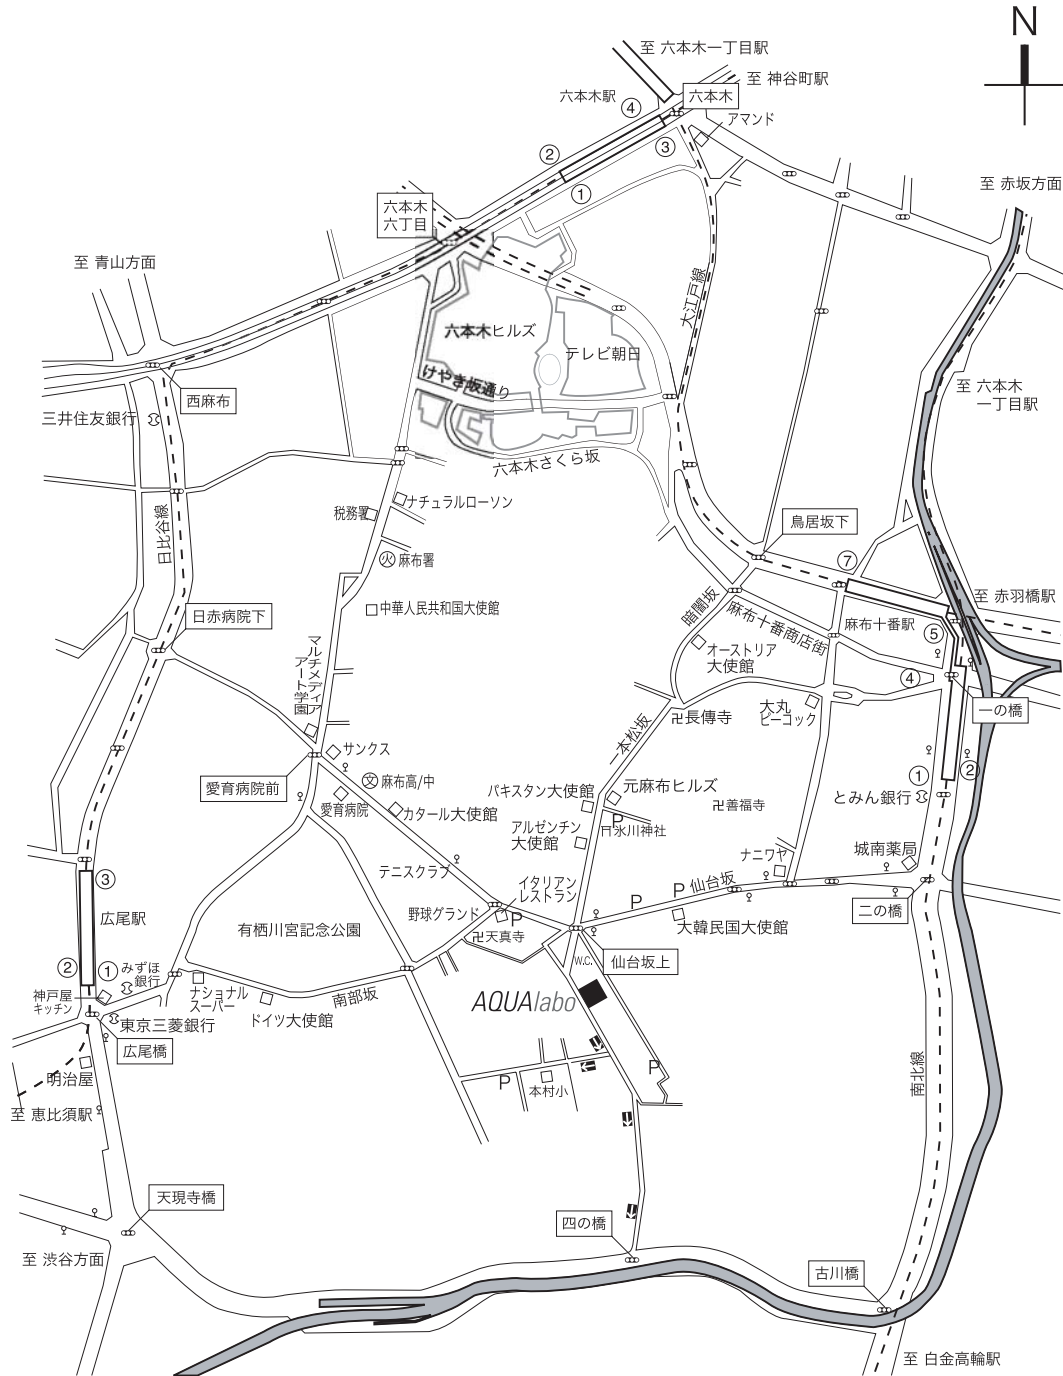 N
至 六本木一丁目駅
至 神谷町駅
六本木駅
④
六本木
アマンド
②
③
①
至 赤坂方面
六本木
六丁目
至 青山方面
大江戸線
六本木ヒルズ
テレビ朝日
けやき坂通り
至 六本木
一丁目駅
西麻布
三井住友銀行
六本木さくら坂
ナチュラルローソン
税務署
鳥居坂下
日比谷線
㊋麻布署
⑦
至 赤羽橋駅
中華人民共和国大使館
暗闇坂
麻布十番商店街
麻布十番駅
⑤
日赤病院下
オーストリア
大使館
④
マルチメディア
アート学園
卍長傳寺
大丸
ピーコック
一の橋
一本松坂
サンクス
愛育病院前
文 麻布高/中
愛育病院
カタール大使館
パキスタン大使館
元麻布ヒルズ
卍善福寺
①
②
とみん銀行
P
氷川神社
アルゼンチン
大使館
ナニワヤ
城南薬局
テニスクラブ
イタリアン
レストラン
③
P
P
仙台坂
二の橋
広尾駅
野球グランド
P
大韓民国大使館
有栖川宮記念公園
卍天真寺
W.C.
仙台坂上
②
①
みずほ
銀行
神戸屋
キッチン
ナショナル
スーパー
ドイツ大使館
南部坂
AQUAlabo
東京三菱銀行
広尾橋
明治屋
P
本村小
P
南北線
至 恵比須駅
天現寺橋
四の橋
至 渋谷方面
古川橋
至 白金高輪駅